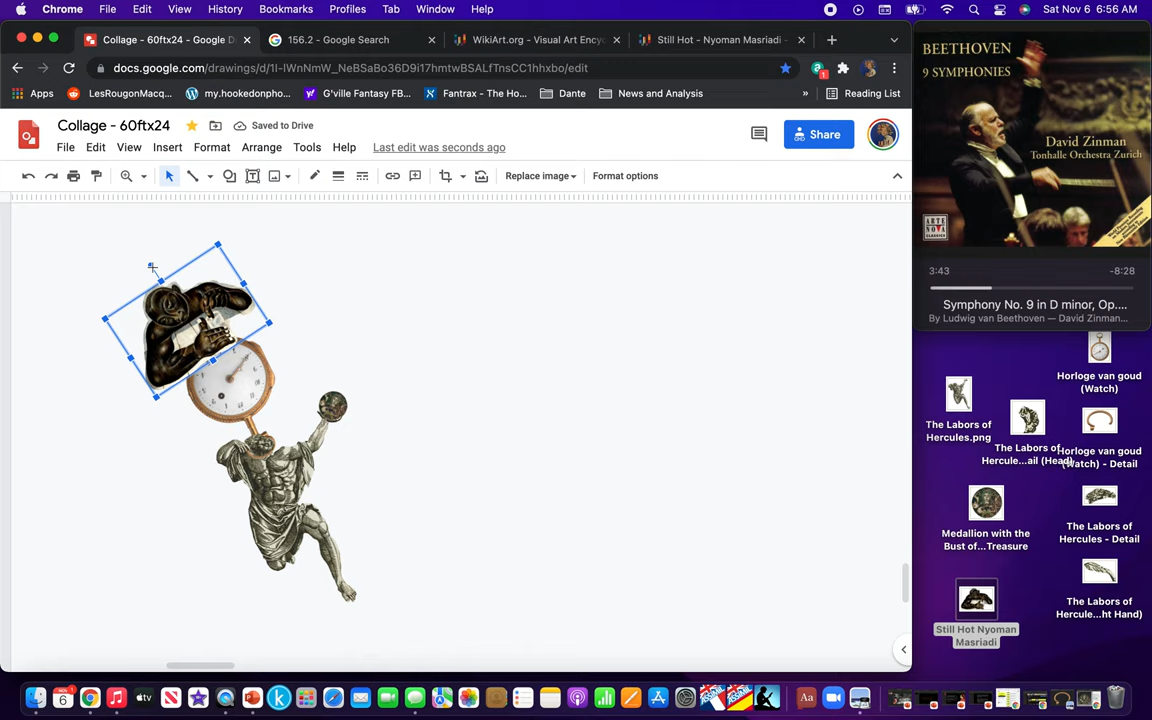 Chrome File Edit View History Bookmarks Profiles Tab Window Help Sat Nov 6 6:56 AM
Collage - 60ftx24 - Google D 156.2 - Google Search WikiArt.org - Visual Art Ency Still Hot - Nyoman Masriadi -
docs.google.com/drawings/d/1I-IWnNmW_NeBSaBo36D9i17hmtwBSALfTnsCC1hhxbo/edit
Apps LesRougonMacq... my.hookedonpho... G'ville Fantasy FB... Fantrax - The Ho... Dante News and Analysis » Reading List
Collage - 60ftx24 Saved to Drive
Share
File Edit View Insert Format Arrange Tools Help Last edit was seconds ago
Replace image Format options
BEETHOVEN
9 SYMPHONIES
David Zinman
Tonhalle Orchestra Zurich
ARTE
NOVA
CLASSICS
3:43 -8:28
Symphony No. 9 in D minor, Op....
By Ludwig van Beethoven — David Zinman...
Horloge van goud
(Watch)
The Labors of
Hercules.png
The Labors of
Hercule...ail (Head)
Horloge van goud
(Watch) - Detail
Medallion with the
Bust of...Treasure
The Labors of
Hercules - Detail
Still Hot Nyoman
Masriadi
The Labors of
Hercule...ht Hand)
NOV
6